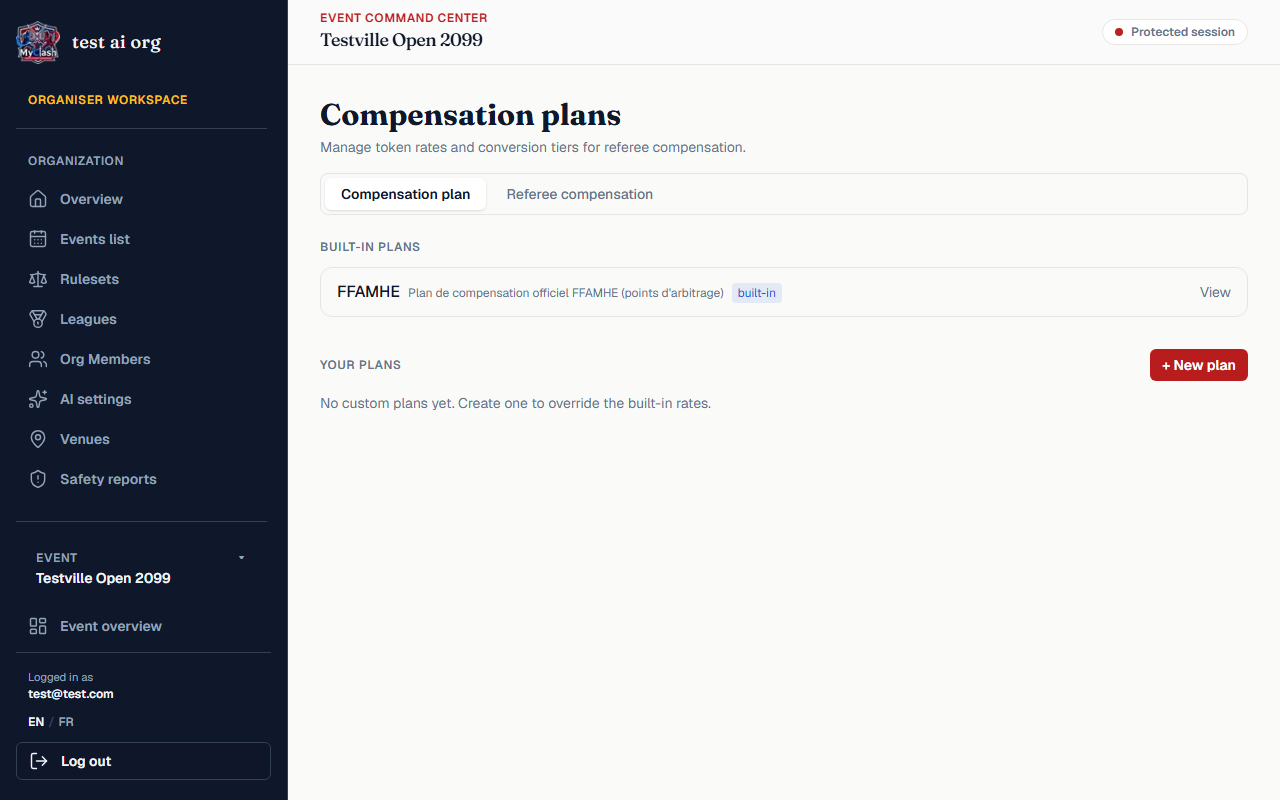 MyClash
test ai org
ORGANISER WORKSPACE
ORGANIZATION
Overview
Events list
Rulesets
Leagues
Org Members
AI settings
Venues
Safety reports
EVENT
Testville Open 2099
Event overview
Logged in as
test@test.com
EN / FR
Log out
EVENT COMMAND CENTER
Testville Open 2099
Protected session
Compensation plans
Manage token rates and conversion tiers for referee compensation.
Compensation plan Referee compensation
BUILT-IN PLANS
FFAMHE Plan de compensation officiel FFAMHE (points d'arbitrage) built-in View
YOUR PLANS + New plan
No custom plans yet. Create one to override the built-in rates.